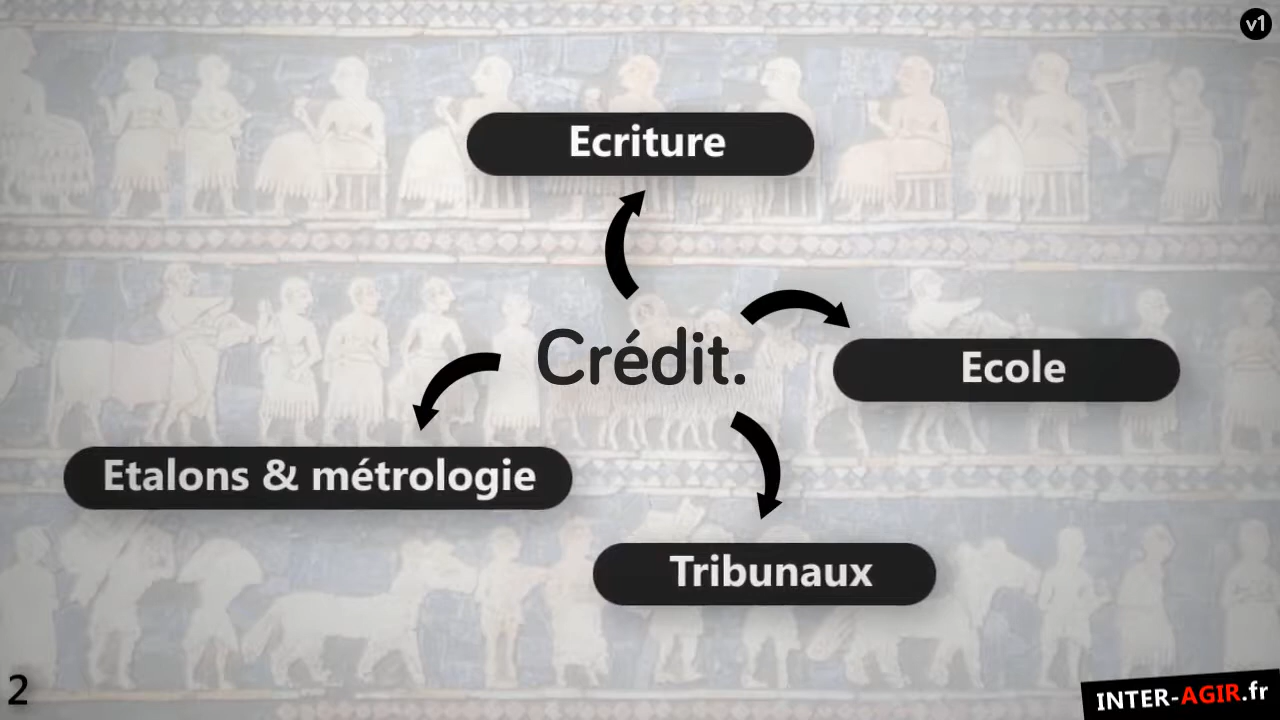 v1
Ecriture
Crédit.
Ecole
Etalons & métrologie
Tribunaux
2
INTER-AGIR.fr